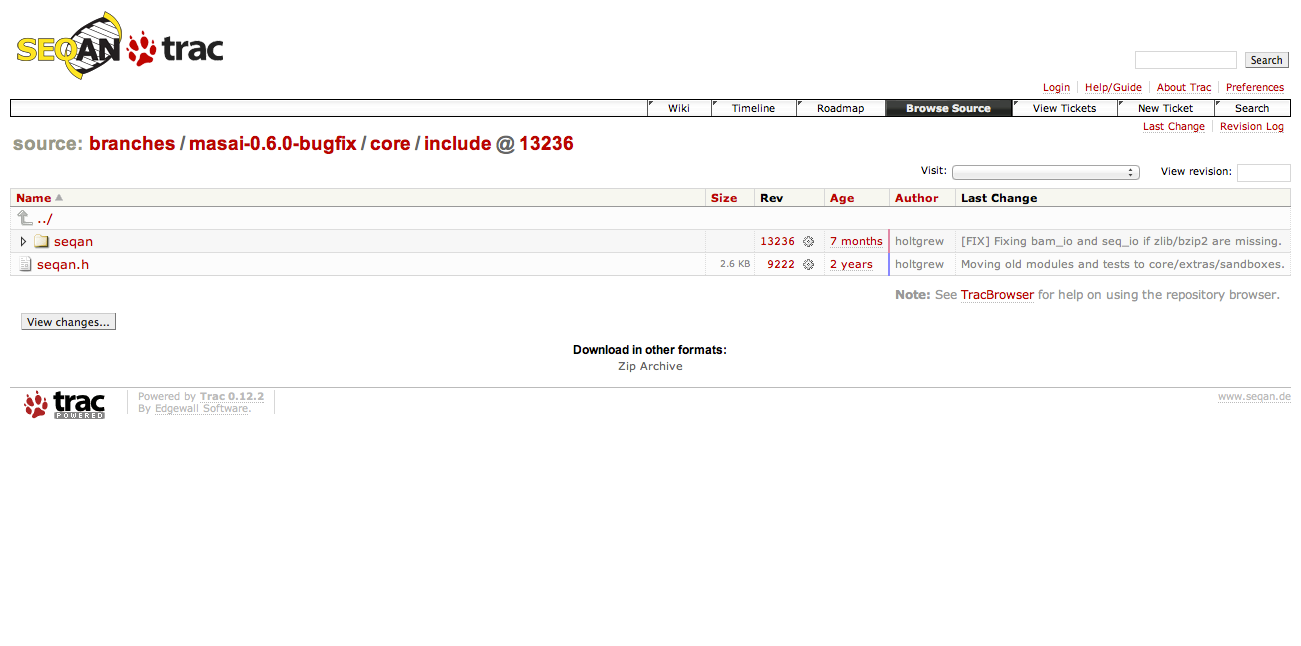 SEQAN trac
Search
Login Help/Guide About Trac Preferences
Wiki Timeline Roadmap Browse Source View Tickets New Ticket Search
Last Change Revision Log
source: branches / masai-0.6.0-bugfix / core / include @ 13236
Visit: View revision:
Name Size Rev Age Author Last Change
../
seqan 13236 7 months holtgrew [FIX] Fixing bam_io and seq_io if zlib/bzip2 are missing.
seqan.h 2.6 KB 9222 2 years holtgrew Moving old modules and tests to core/extras/sandboxes.
Note: See TracBrowser for help on using the repository browser.
View changes...
Download in other formats:
Zip Archive
trac POWERED
Powered by Trac 0.12.2
By Edgewall Software.
www.seqan.de